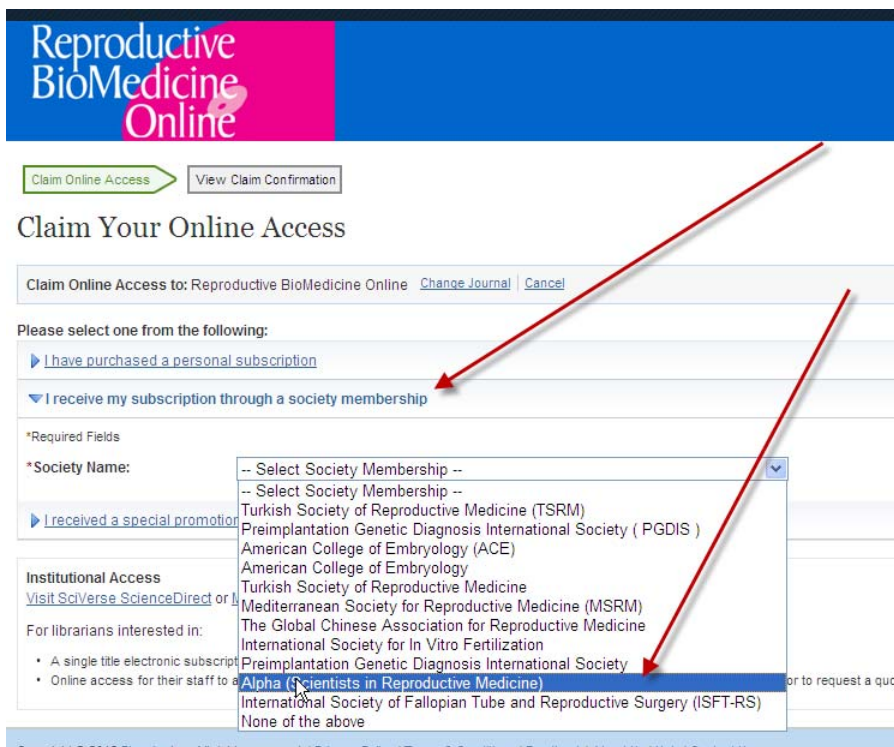 Reproductive
BioMedicine
Online
Claim Online Access
View Claim Confirmation
Claim Your Online Access
Claim Online Access to: Reproductive BioMedicine Online Change Journal Cancel
Please select one from the following:
I have purchased a personal subscription
I receive my subscription through a society membership
*Required Fields
*Society Name:
-- Select Society Membership --
-- Select Society Membership --
Turkish Society of Reproductive Medicine (TSRM)
Preimplantation Genetic Diagnosis International Society ( PGDIS )
American College of Embryology (ACE)
American College of Embryology
Turkish Society of Reproductive Medicine
Mediterranean Society for Reproductive Medicine (MSRM)
The Global Chinese Association for Reproductive Medicine
International Society for In Vitro Fertilization
Preimplantation Genetic Diagnosis International Society
Alpha (Scientists in Reproductive Medicine)
International Society of Fallopian Tube and Reproductive Surgery (ISFT-RS)
None of the above
I received a special promotion
Institutional Access
Visit SciVerse ScienceDirect or
For librarians interested in:
• A single title electronic
• Online access for their staff to
or to request a